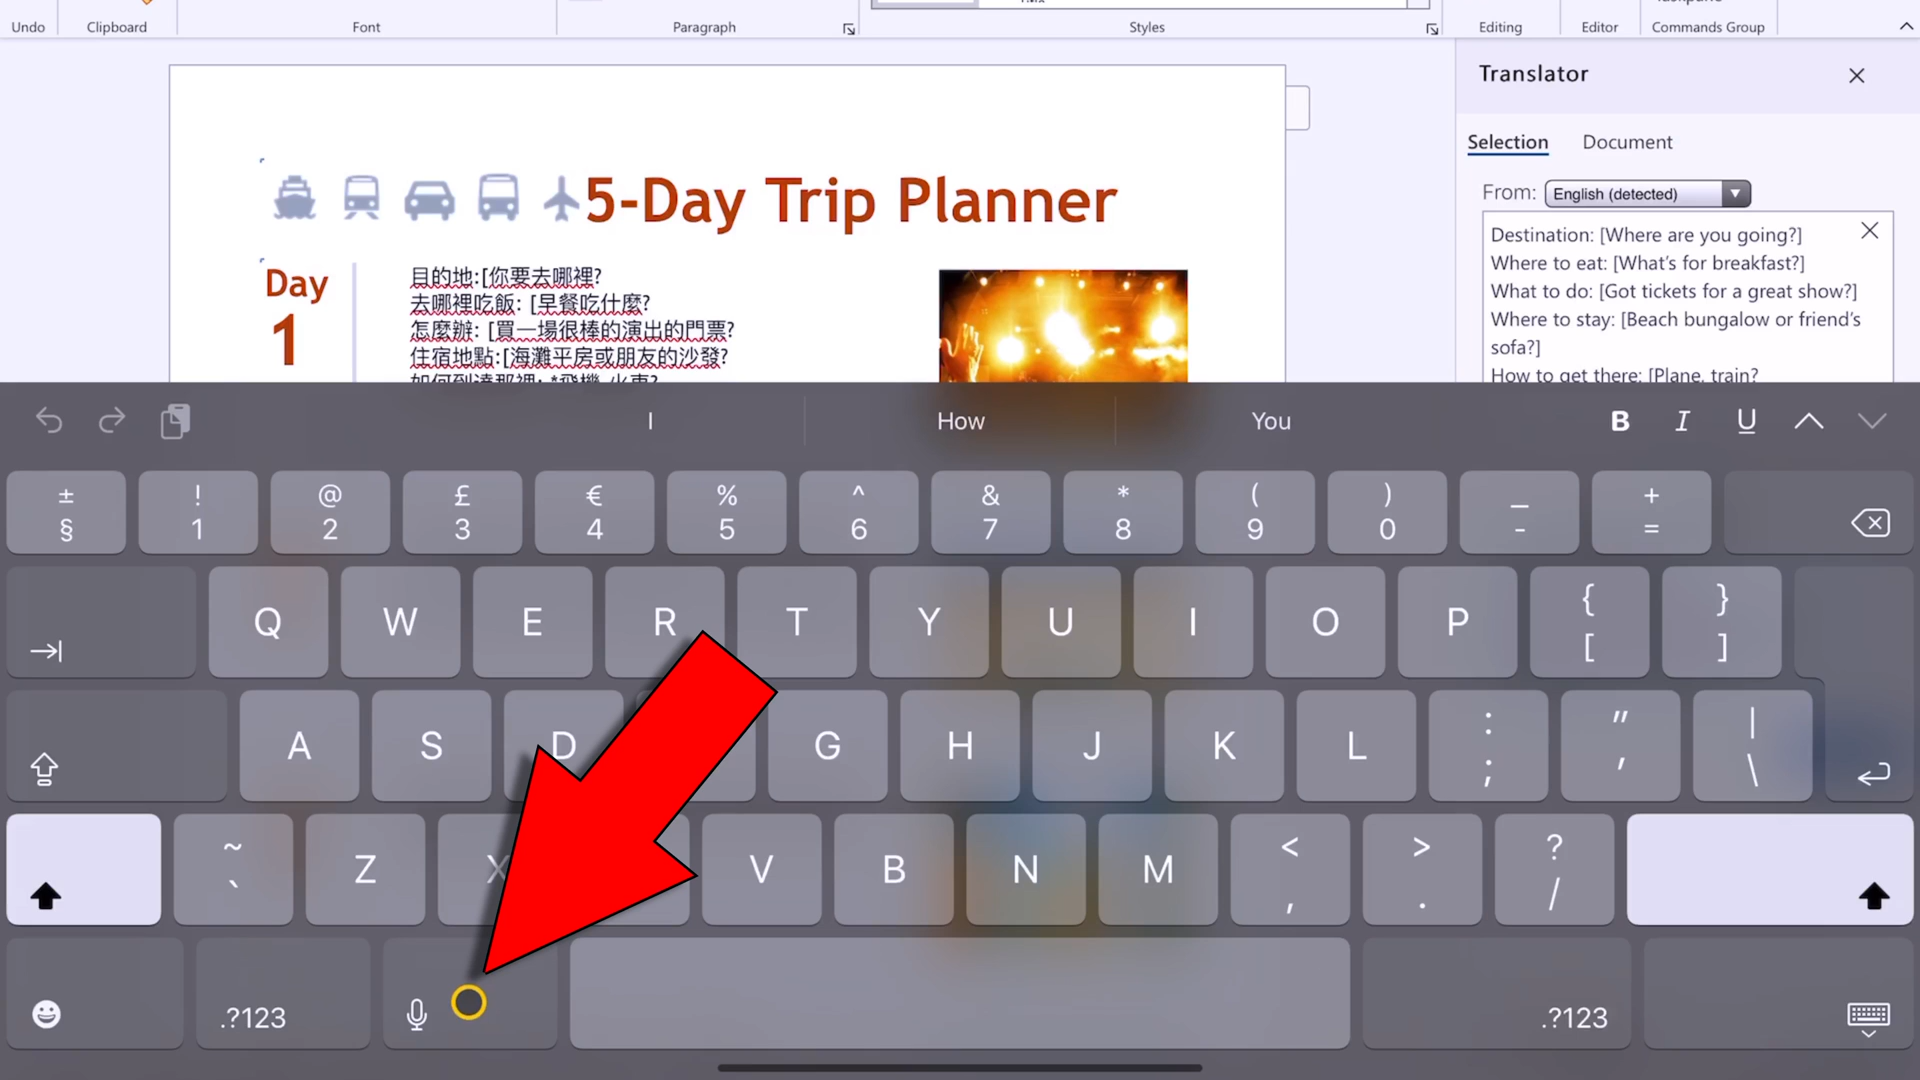 Undo Clipboard Font Paragraph Styles Editing Editor Commands Group
Translator
Selection Document
From: English (detected)
Destination: [Where are you going?]
Where to eat: [What's for breakfast?]
What to do: [Got tickets for a great show?]
Where to stay: [Beach bungalow or friend's
sofa?]
How to get there: [Plane, train?
5-Day Trip Planner
Day
1
目的地:[你要去哪裡?
去哪裡吃飯: [早餐吃什麼?
怎麼辦: [買一場很棒的演出的門票?
住宿地點:[海灘平房或朋友的沙發?
I How You B I U
± ! @ £ € % ^ & * ( ) _ +
§ 1 2 3 4 5 6 7 8 9 0 - =
Q W E R T Y U I O P { }
[ ]
A S D G H J K L : " |
; ' \
~ Z X V B N M < > ?
` , . /
.?123 .?123